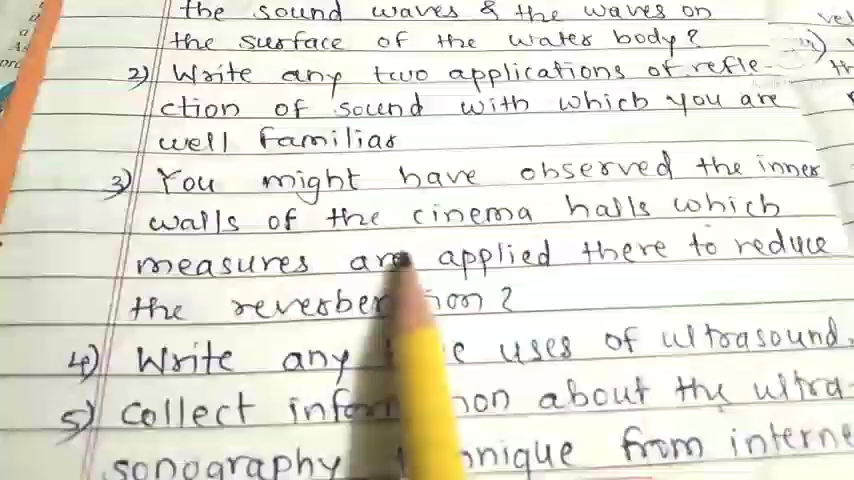 the sound waves & the waves on
the surface of the water body?
2) Write any two applications of refle-
ction of sound with which you are
well familiar
3) You might have observed the inner
walls of the cinema halls which
measures are applied there to reduce
the
4) Write any uses of ultrasound.
5) collect about the ultra-
sonography from interne
vel